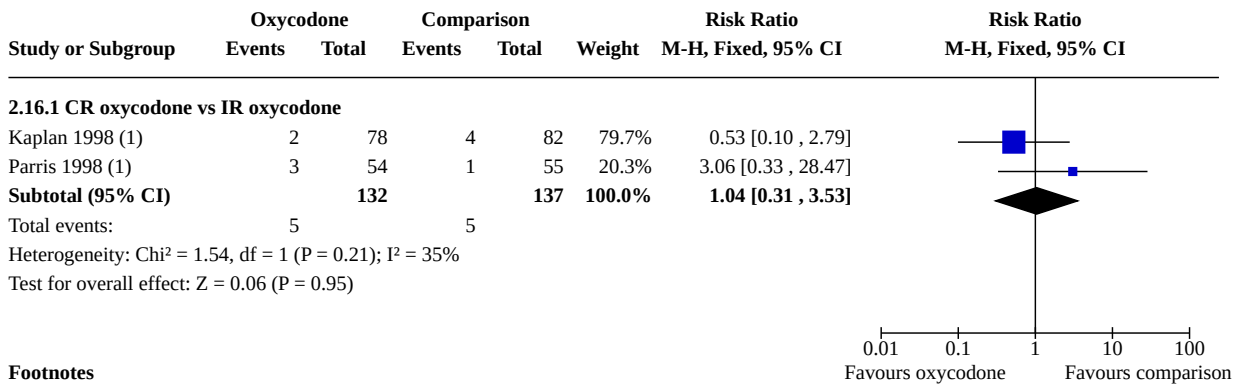 Oxycodone Comparison Risk Ratio Risk Ratio
Study or Subgroup Events Total Events Total Weight M-H, Fixed, 95% CI M-H, Fixed, 95% CI
2.16.1 CR oxycodone vs IR oxycodone
Kaplan 1998 (1) 2 78 4 82 79.7% 0.53 [0.10 , 2.79]
Parris 1998 (1) 3 54 1 55 20.3% 3.06 [0.33 , 28.47]
Subtotal (95% CI) 132 137 100.0% 1.04 [0.31 , 3.53]
Total events: 5 5
Heterogeneity: Chi² = 1.54, df = 1 (P = 0.21); I² = 35%
Test for overall effect: Z = 0.06 (P = 0.95)
0.01 0.1 1 10 100
Footnotes Favours oxycodone Favours comparison